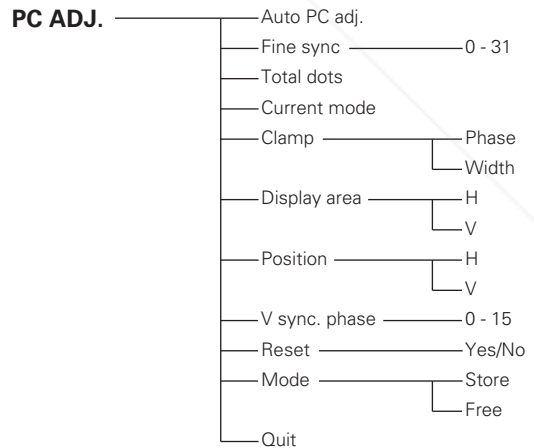 PC ADJ. Auto PC adj.
Fine sync 0 - 31
Total dots
Current mode
Clamp Phase
Width
Display area H
V
Position H
V
V sync. phase 0 - 15
Reset Yes/No
Mode Store
Free
Quit